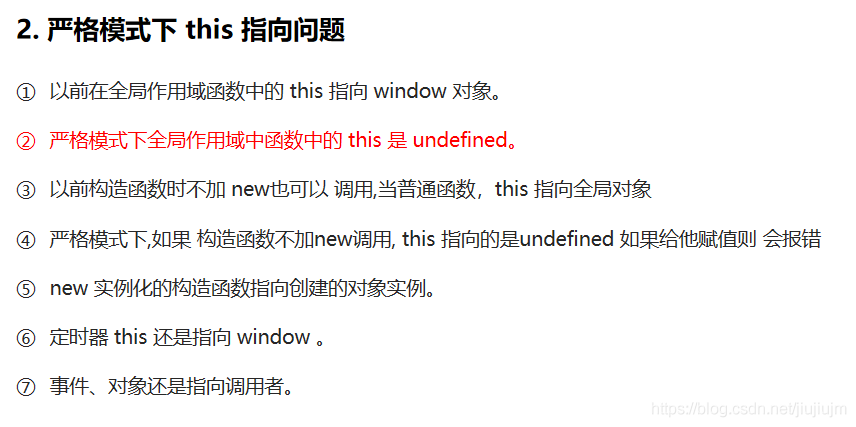 2. 严格模式下 this 指向问题
① 以前在全局作用域函数中的 this 指向 window 对象。
② 严格模式下全局作用域中函数中的 this 是 undefined。
③ 以前构造函数时不加 new也可以 调用,当普通函数，this 指向全局对象
④ 严格模式下,如果 构造函数不加new调用, this 指向的是undefined 如果给他赋值则 会报错
⑤ new 实例化的构造函数指向创建的对象实例。
⑥ 定时器 this 还是指向 window 。
⑦ 事件、对象还是指向调用者。
https://blog.csdn.net/jiujiujm